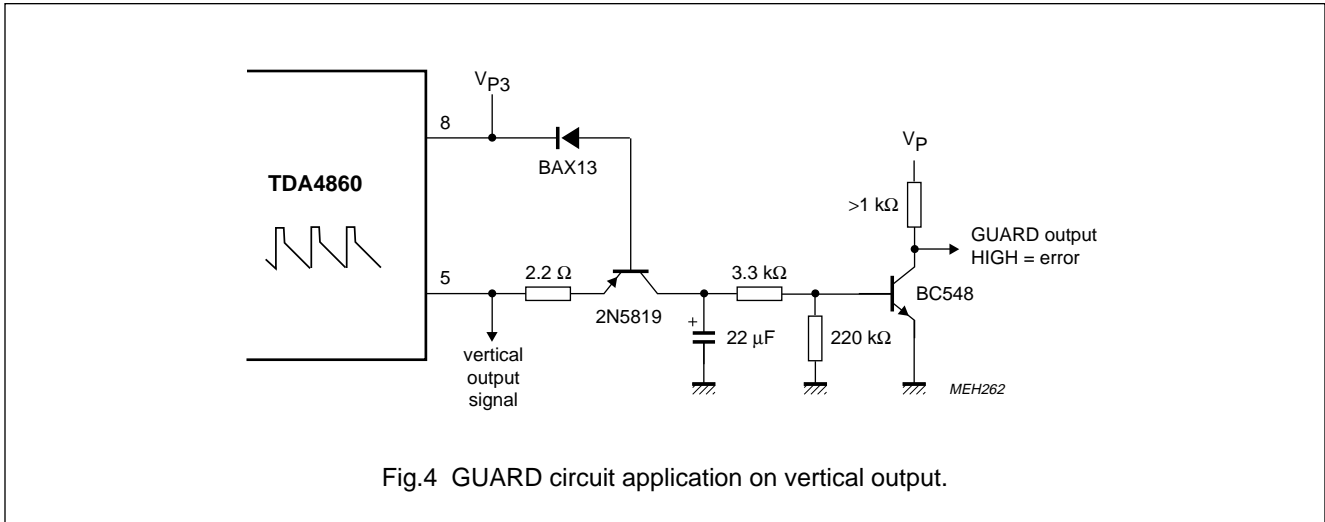 VP3
8
BAX13
VP
TDA4860
>1 kΩ
GUARD output
HIGH = error
5
2.2 Ω
3.3 kΩ
BC548
2N5819
+
22 μF
220 kΩ
vertical
output
signal
MEH262
Fig.4 GUARD circuit application on vertical output.